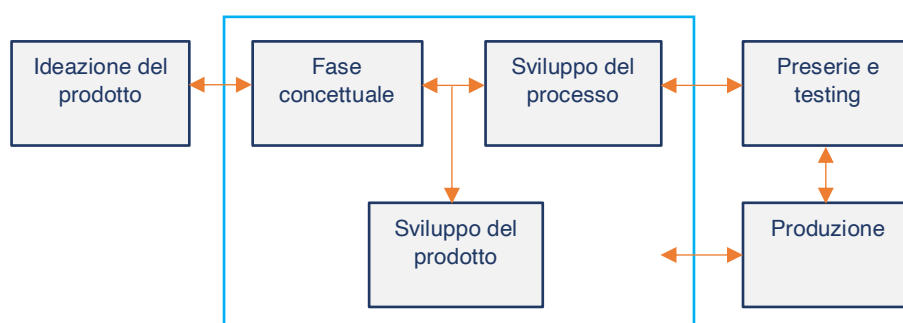 Ideazione del
prodotto
Fase
concettuale
Sviluppo del
processo
Preserie e
testing
Sviluppo del
prodotto
Produzione